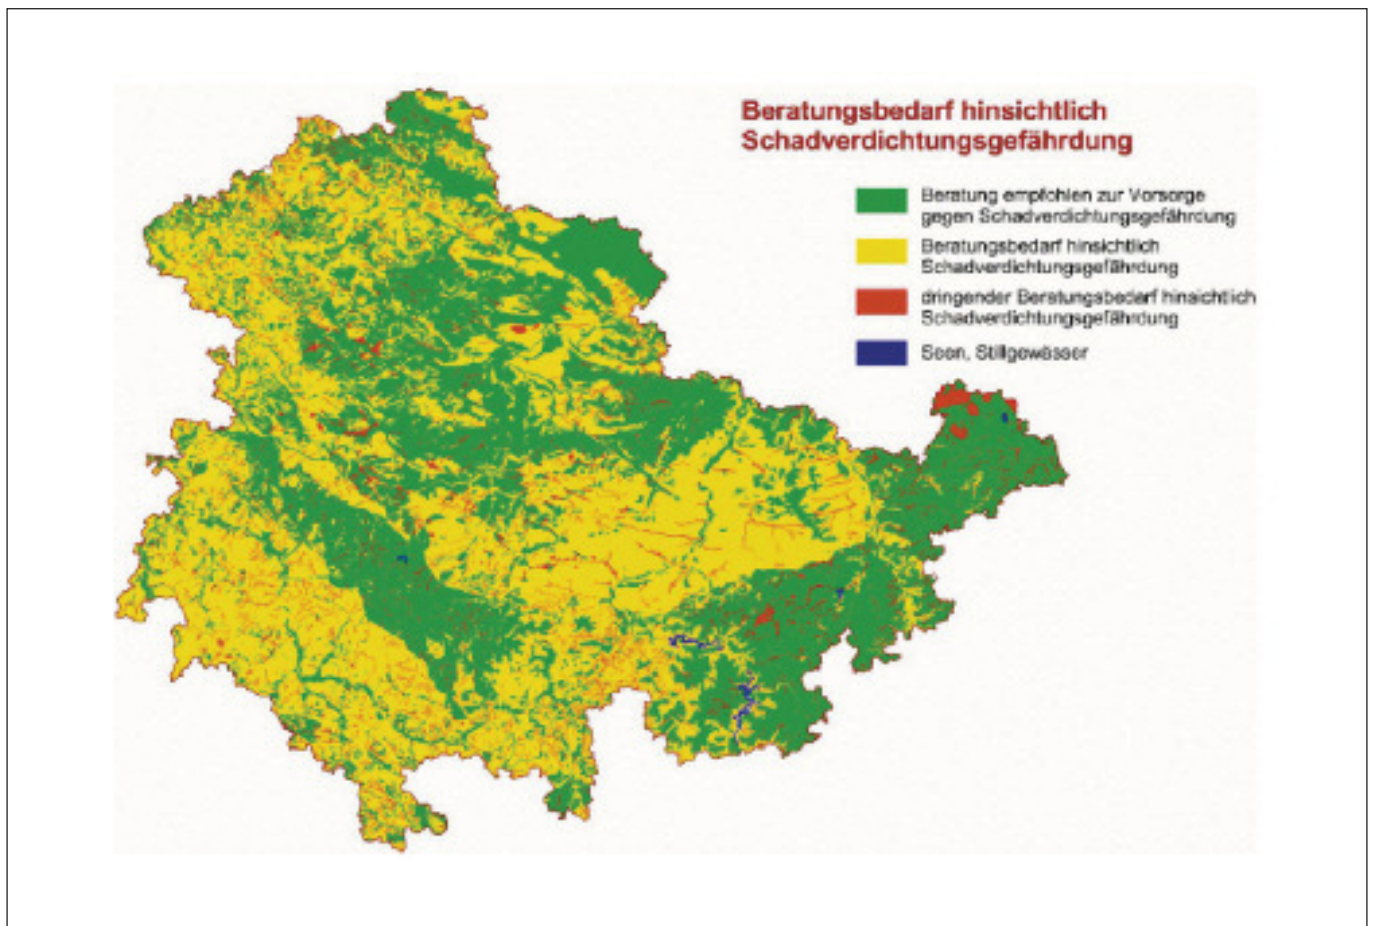 Beratungsbedarf hinsichtlich
Schadverdichtungsgefährdung
Beratung empfohlen zur Vorsorge
gegen Schadverdichtungsgefährdung
Beratungsbedarf hinsichtlich
Schadverdichtungsgefährdung
dringender Beratungsbedarf hinsichtlich
Schadverdichtungsgefährdung
Seen, Stillgewässer